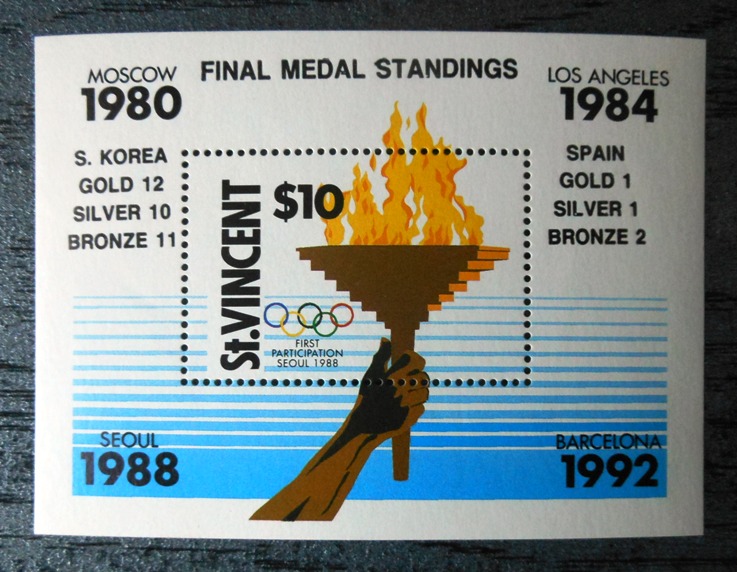 FINAL MEDAL STANDINGS
MOSCOW
1980
LOS ANGELES
1984
S. KOREA
GOLD 12
SILVER 10
BRONZE 11
SPAIN
GOLD 1
SILVER 1
BRONZE 2
St.VINCENT
$10
FIRST
PARTICIPATION
SEOUL 1988
SEOUL
1988
BARCELONA
1992